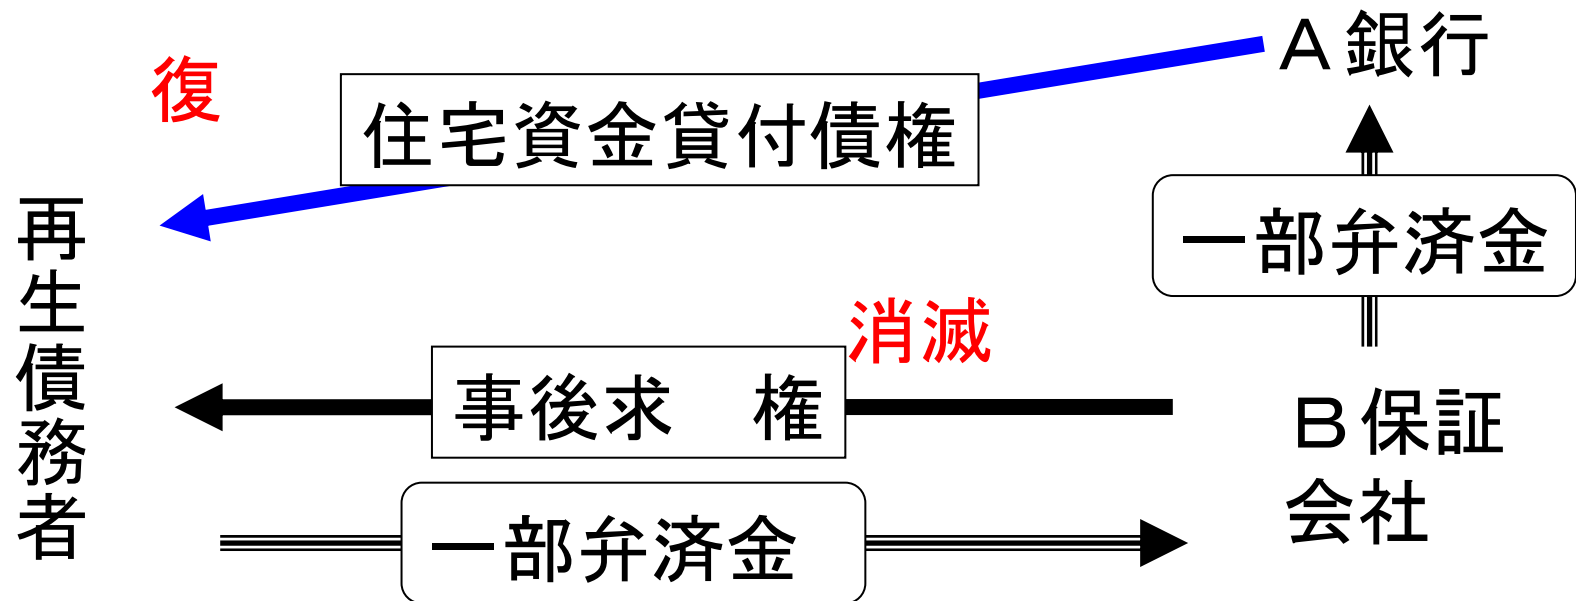 A銀行
復
住宅資金貸付債権
再生債務者
一部弁済金
消滅
事後求　権
B保証
会社
一部弁済金